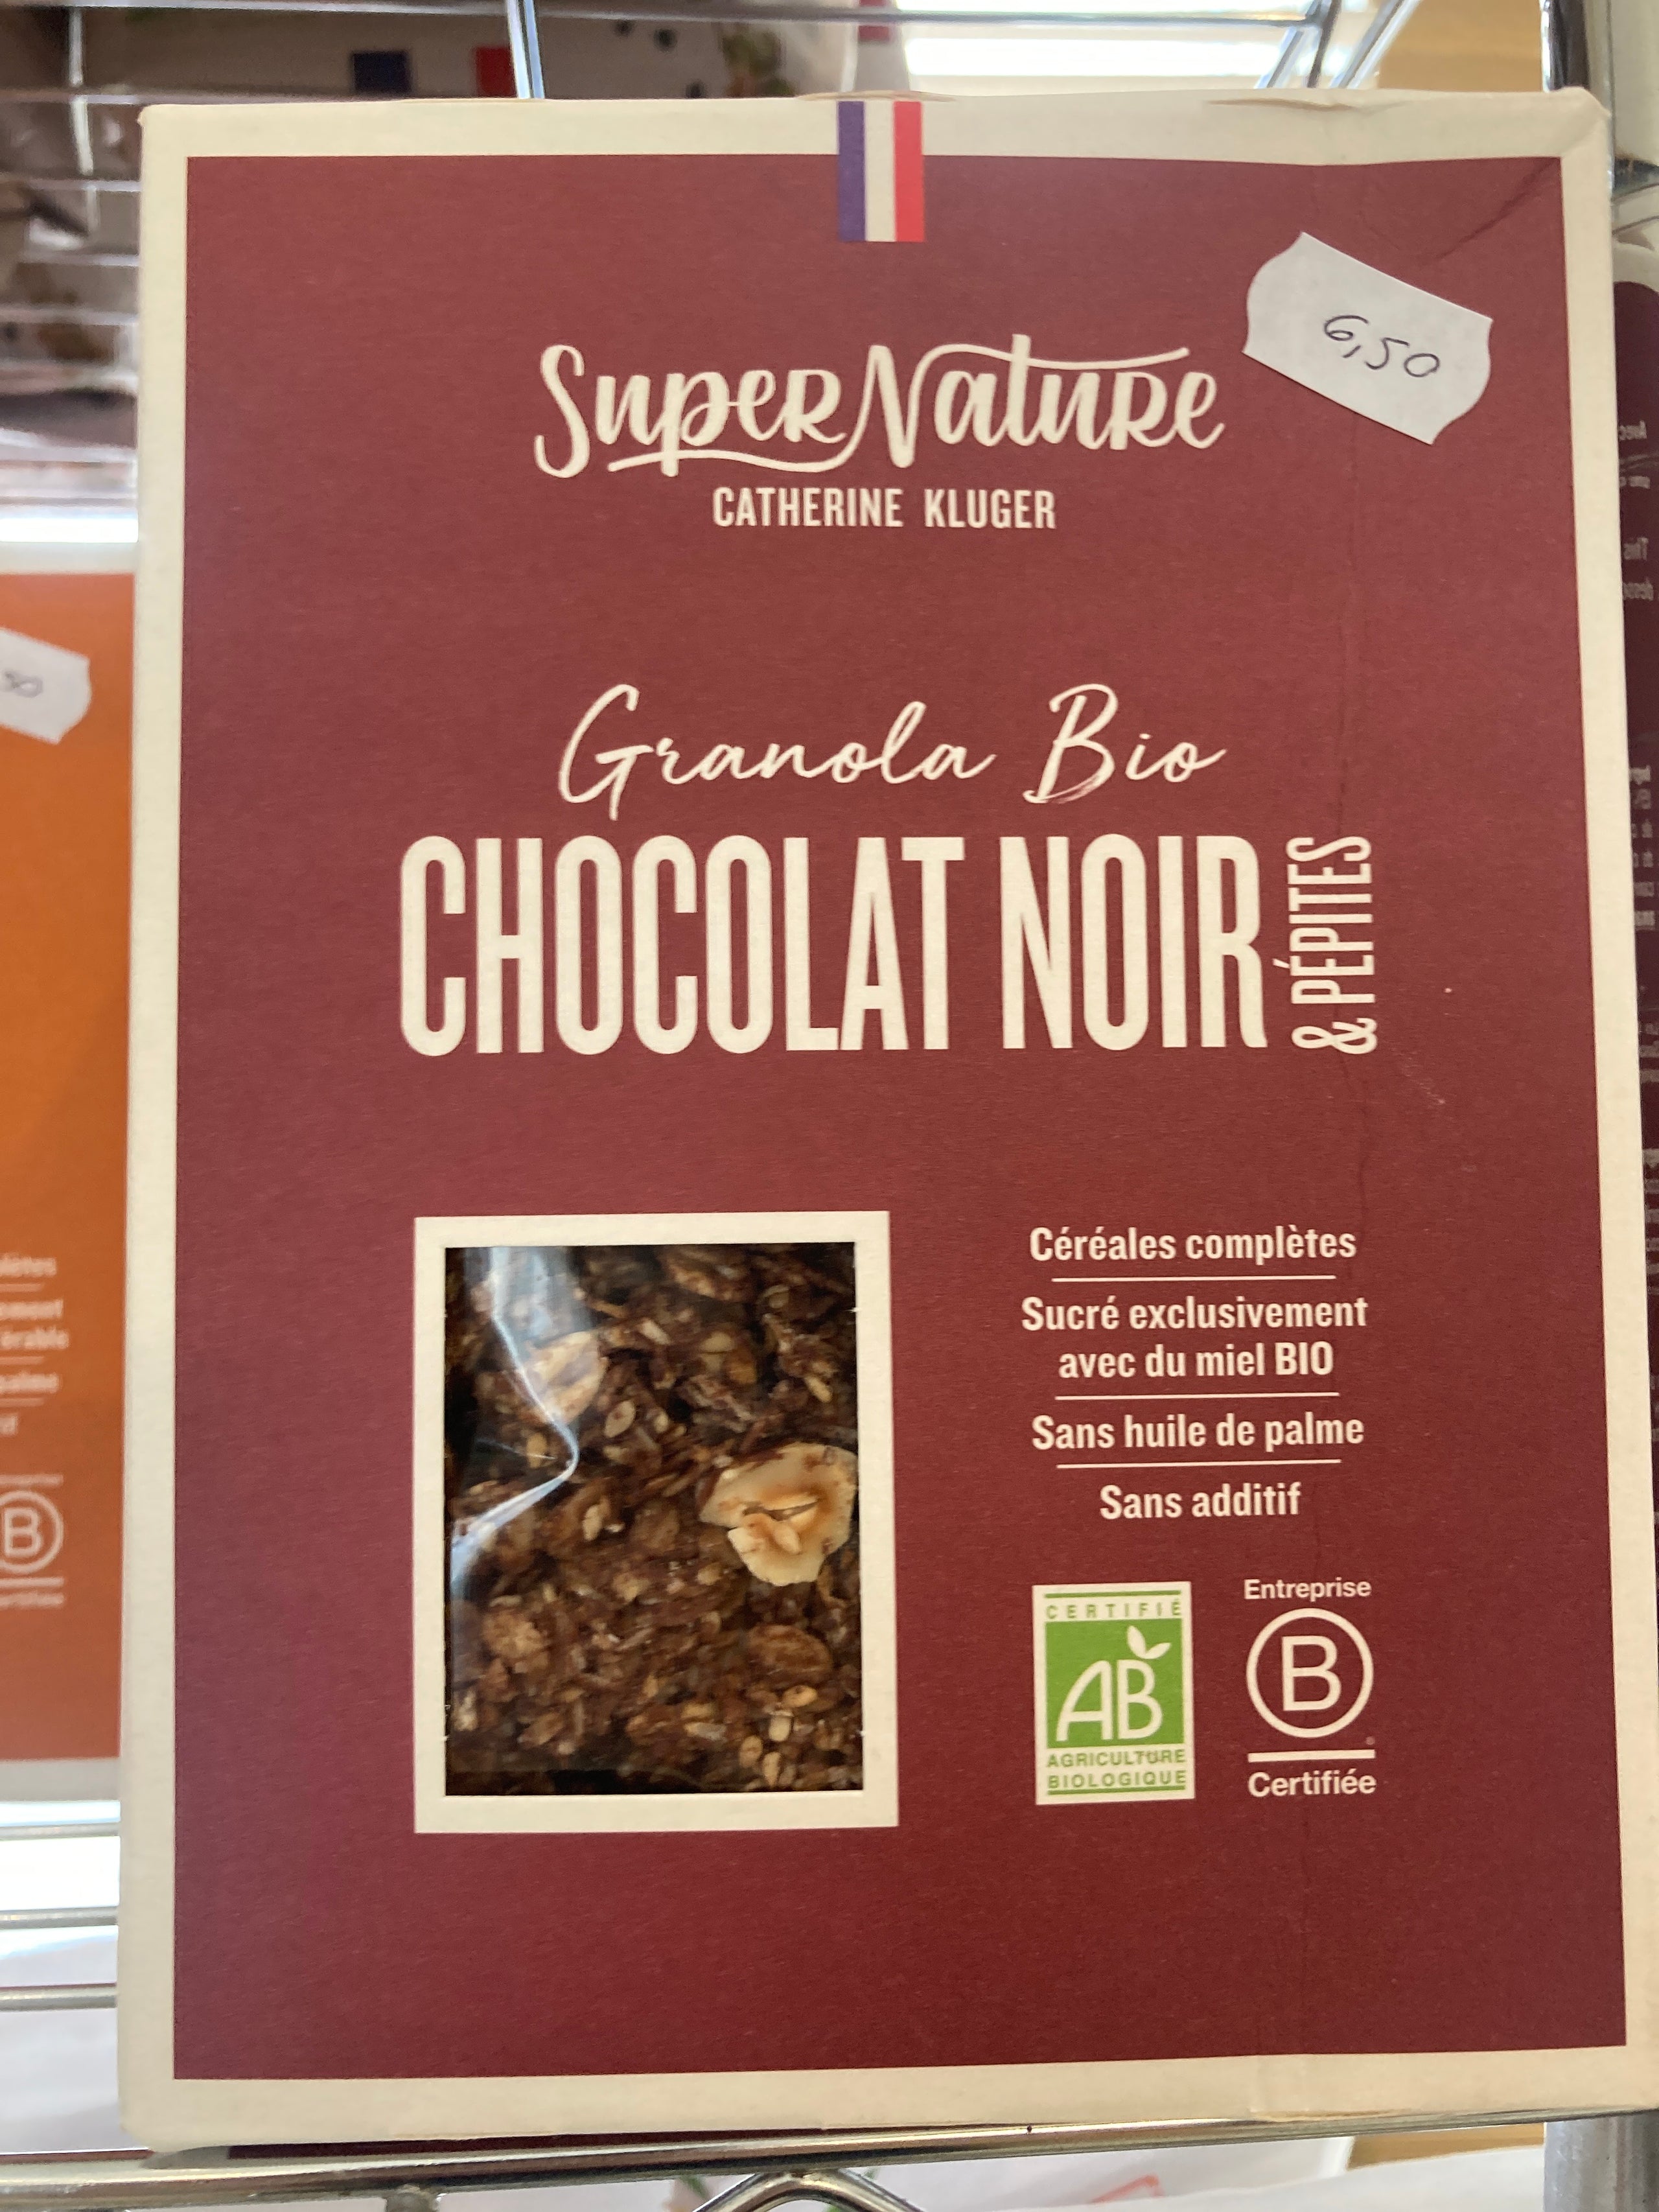 6,50
SuperNature
CATHERINE KLUGER
50
Granola Bio
CHOCOLAT NOIR
& PÉPITES
Céréales complètes
Sucré exclusivement
avec du miel BIO
Sans huile de palme
Sans additif
CERTIFIÉ
AB
AGRICULTURE
BIOLOGIQUE
Entreprise
B
Certifiée
B